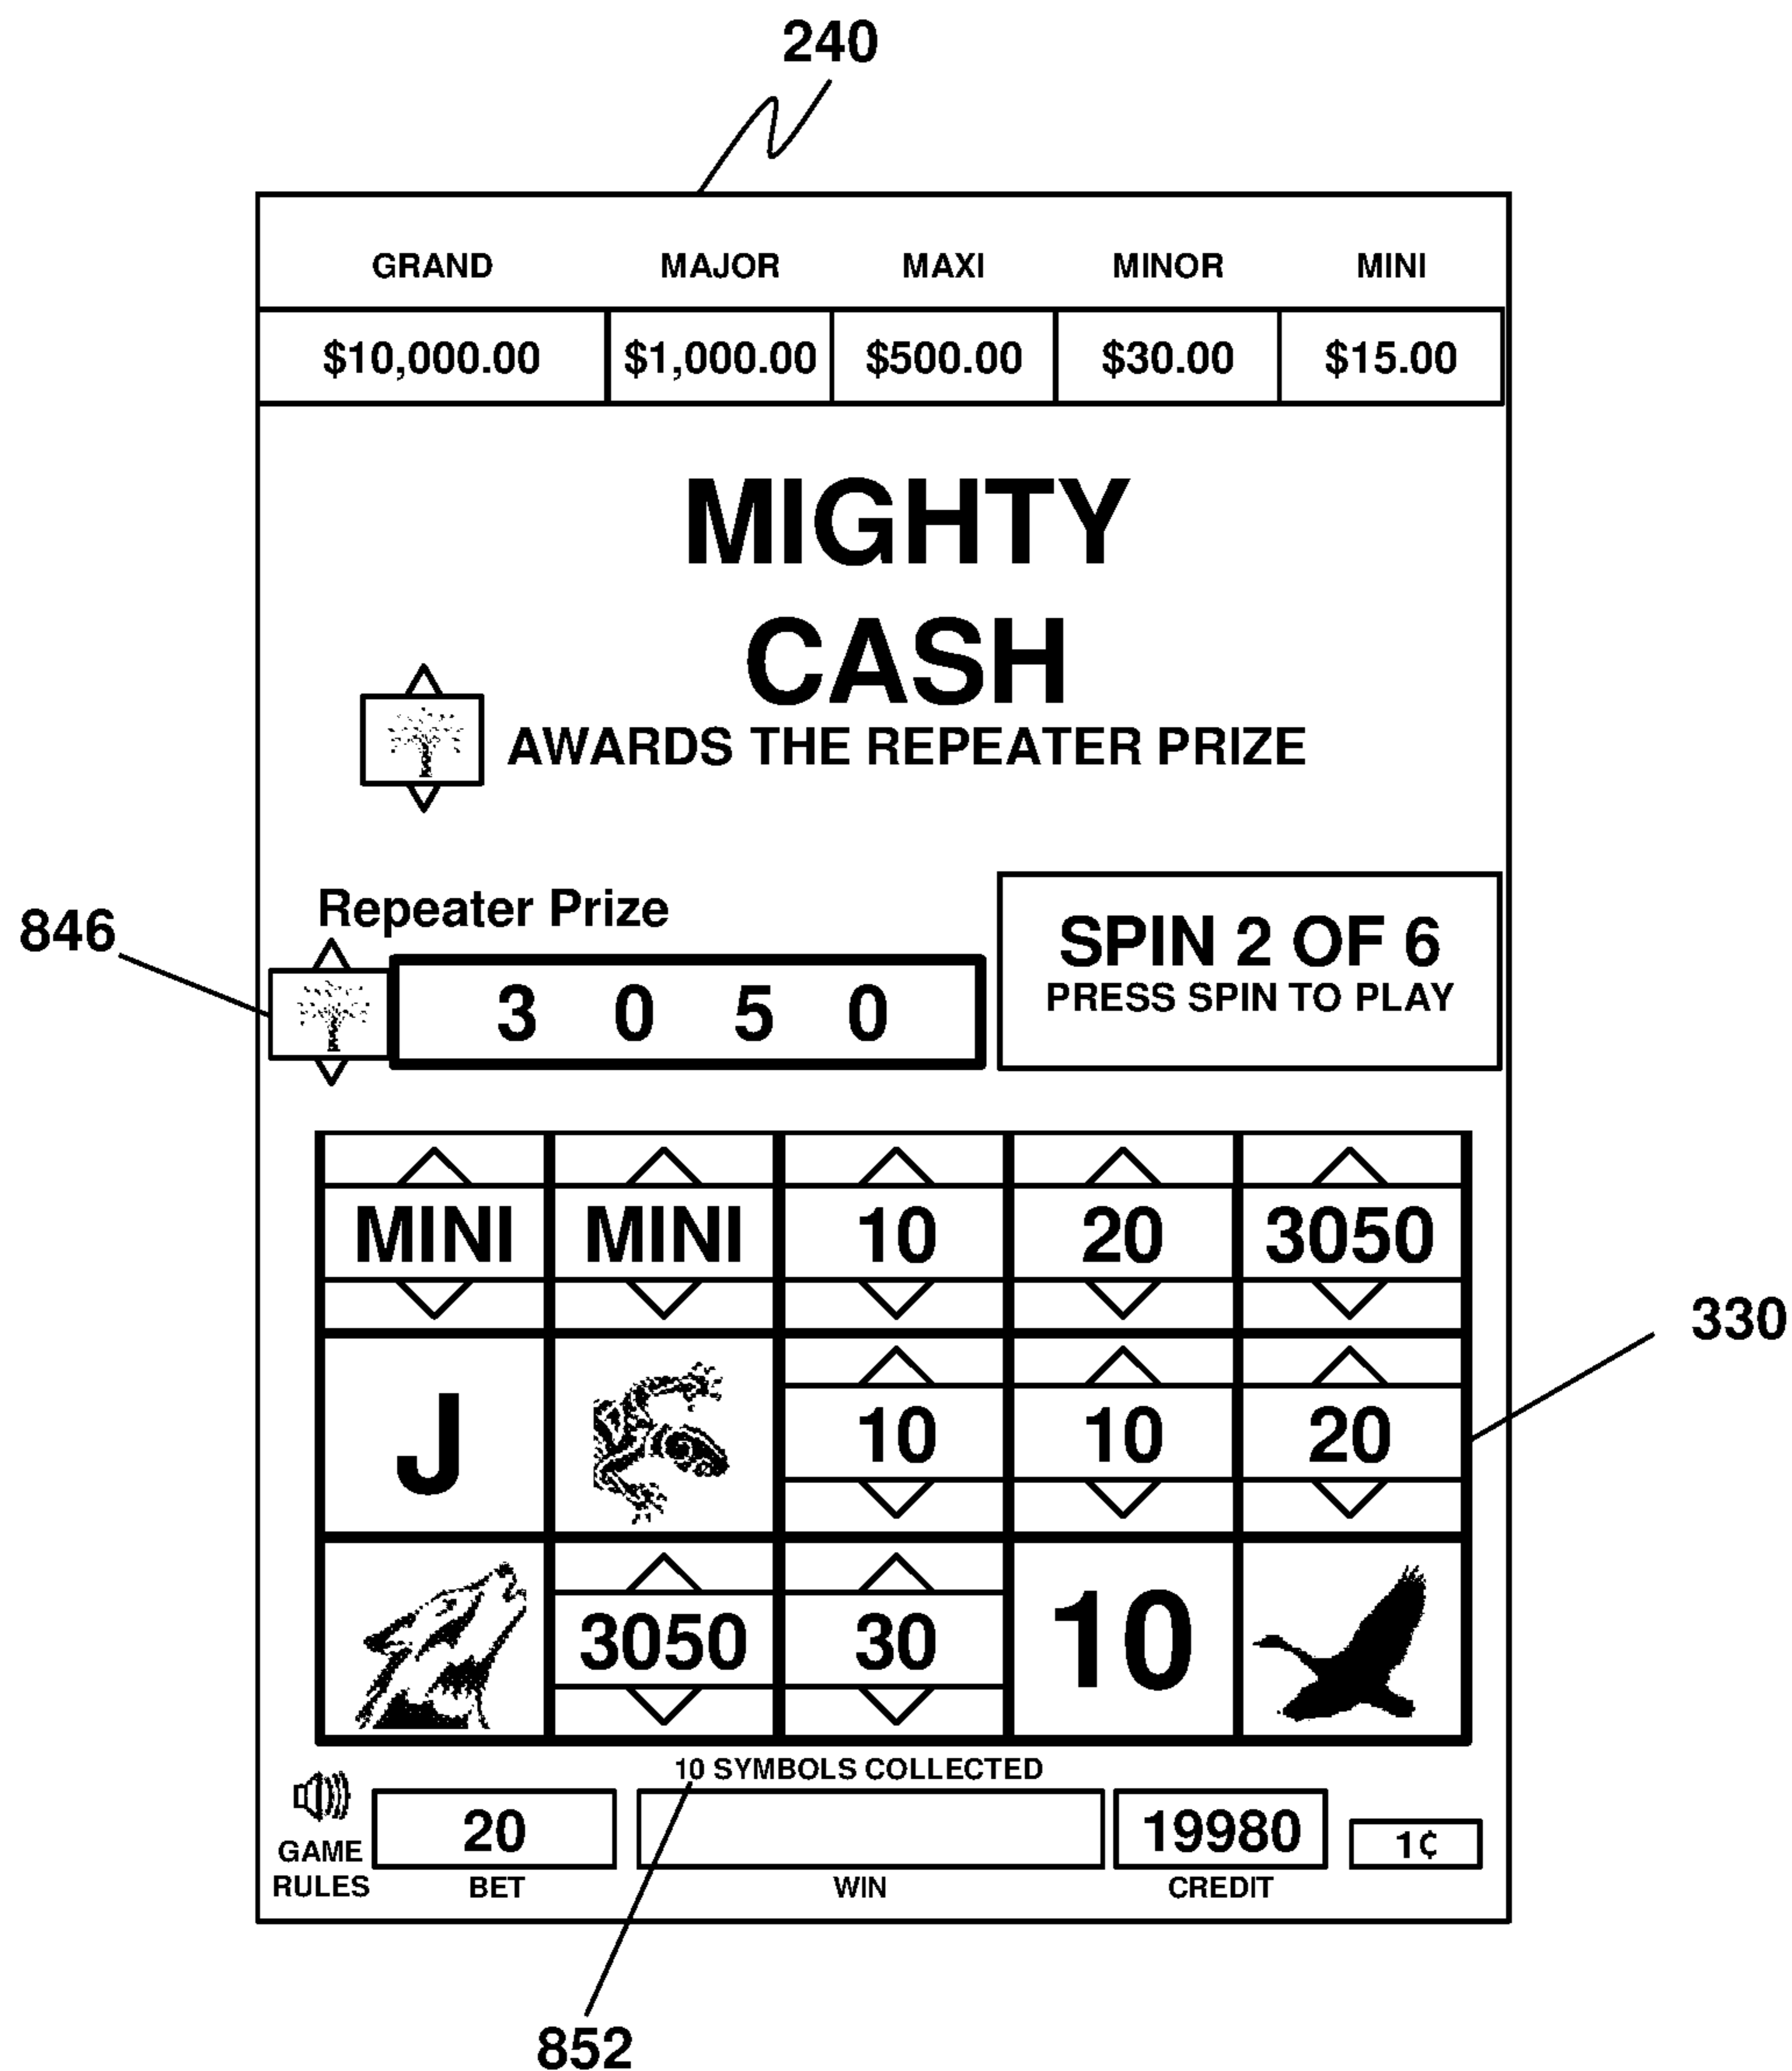 240
GRAND MAJOR MAXI MINOR MINI
$10,000.00 $1,000.00 $500.00 $30.00 $15.00
MIGHTY
CASH
AWARDS THE REPEATER PRIZE
846
Repeater Prize
3 0 5 0
SPIN 2 OF 6
PRESS SPIN TO PLAY
MINI MINI 10 20 3050
330
J 10 10 20
3050 30 10
10 SYMBOLS COLLECTED
20 19980 1¢
GAME
RULES BET WIN CREDIT
852